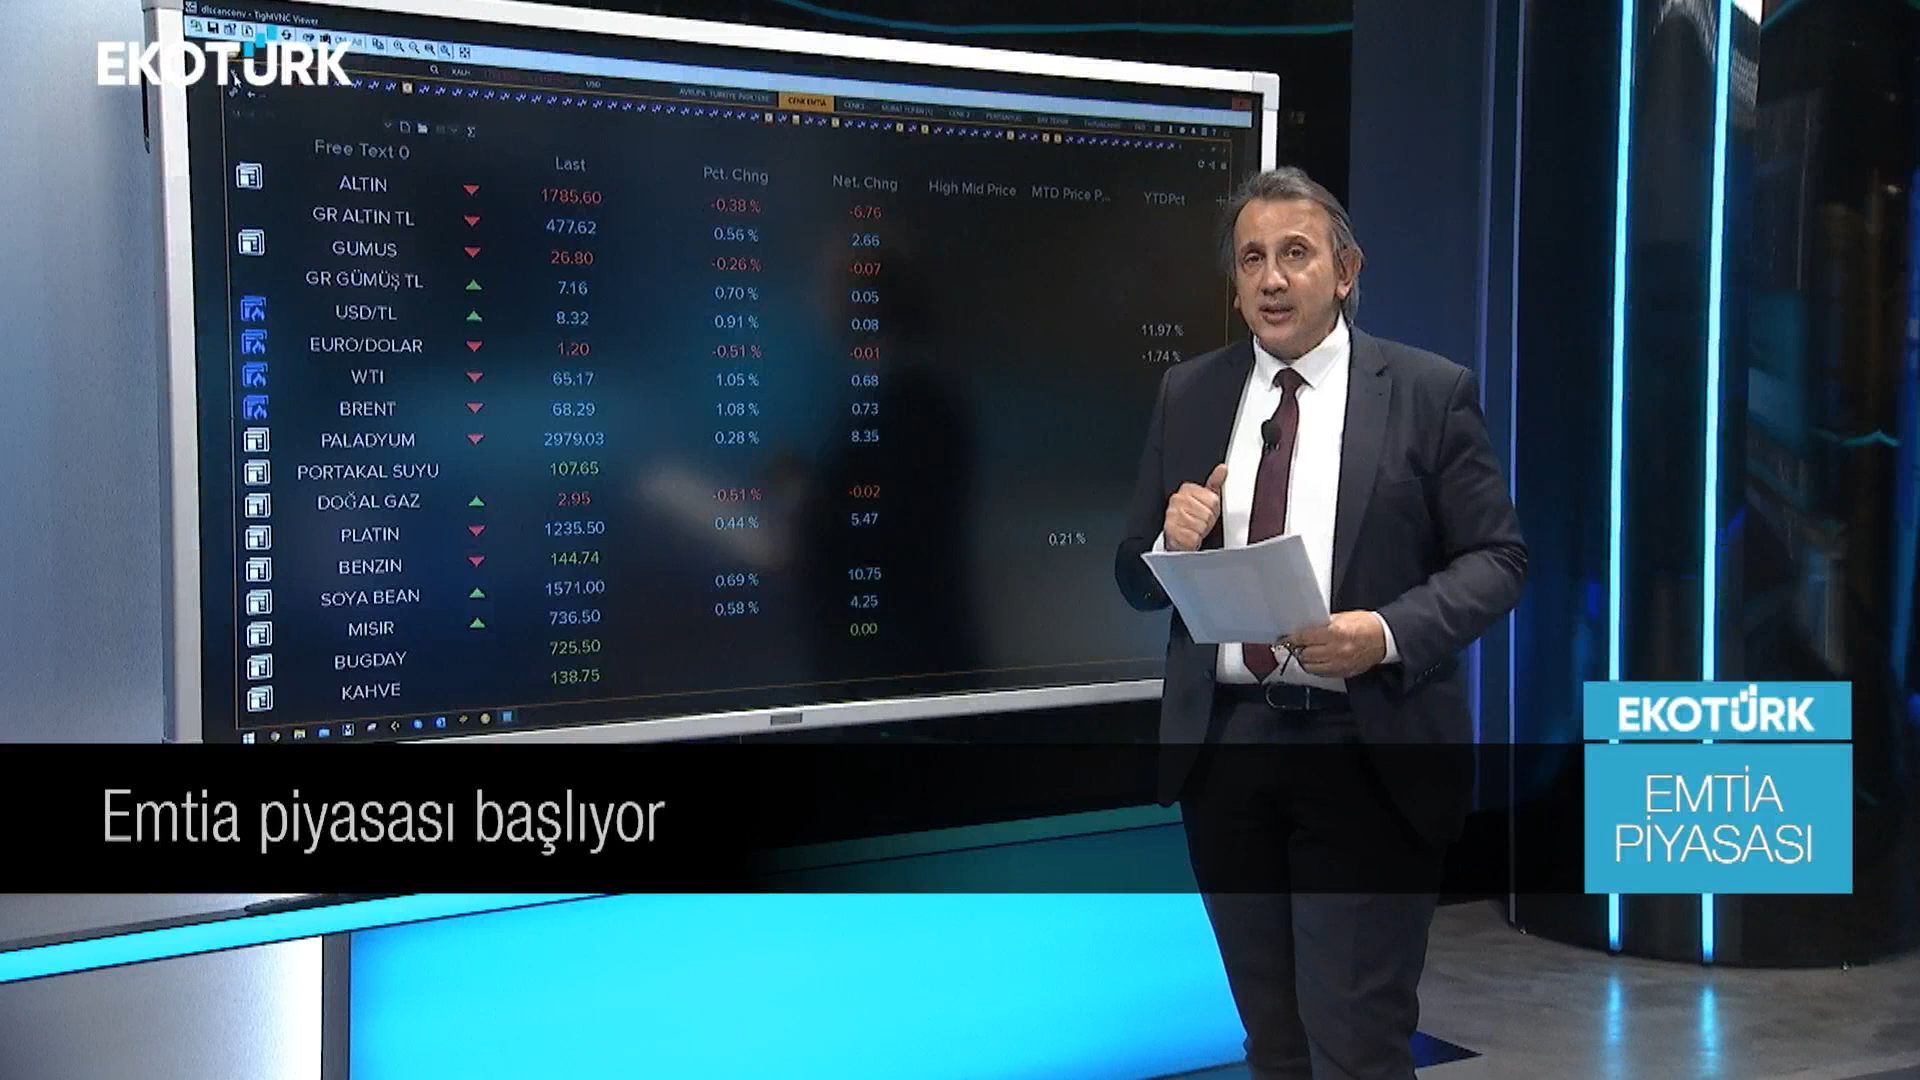 dlscanconv - TightVNC Viewer
EKOTÜRK
USD
CENK EMTIA
Free Text 0 Last Pct. Chng Net. Chng High Mid Price MTD Price P... YTDPct
ALTIN 1785.60 -0.38 % -6.76
GR ALTIN TL 477.62 0.56 % 2.66
GUMUS 26.80 -0.26 % -0.07
GR GÜMÜŞ TL 7.16 0.70 % 0.05
USD/TL 8.32 0.91 % 0.08 11.97 %
EURO/DOLAR 1.20 -0.51 % -0.01 -1.74 %
WTI 65.17 1.05 % 0.68
BRENT 68.29 1.08 % 0.73
PALADYUM 2979.03 0.28 % 8.35
PORTAKAL SUYU 107.65
DOĞAL GAZ 2.95 -0.51 % -0.02
PLATIN 1235.50 0.44 % 5.47 0.21 %
BENZIN 144.74
SOYA BEAN 1571.00 0.69 % 10.75
MISIR 736.50 0.58 % 4.25
BUGDAY 725.50 0.00
KAHVE 138.75
Emtia piyasası başlıyor
EKOTÜRK
EMTİA
PİYASASI